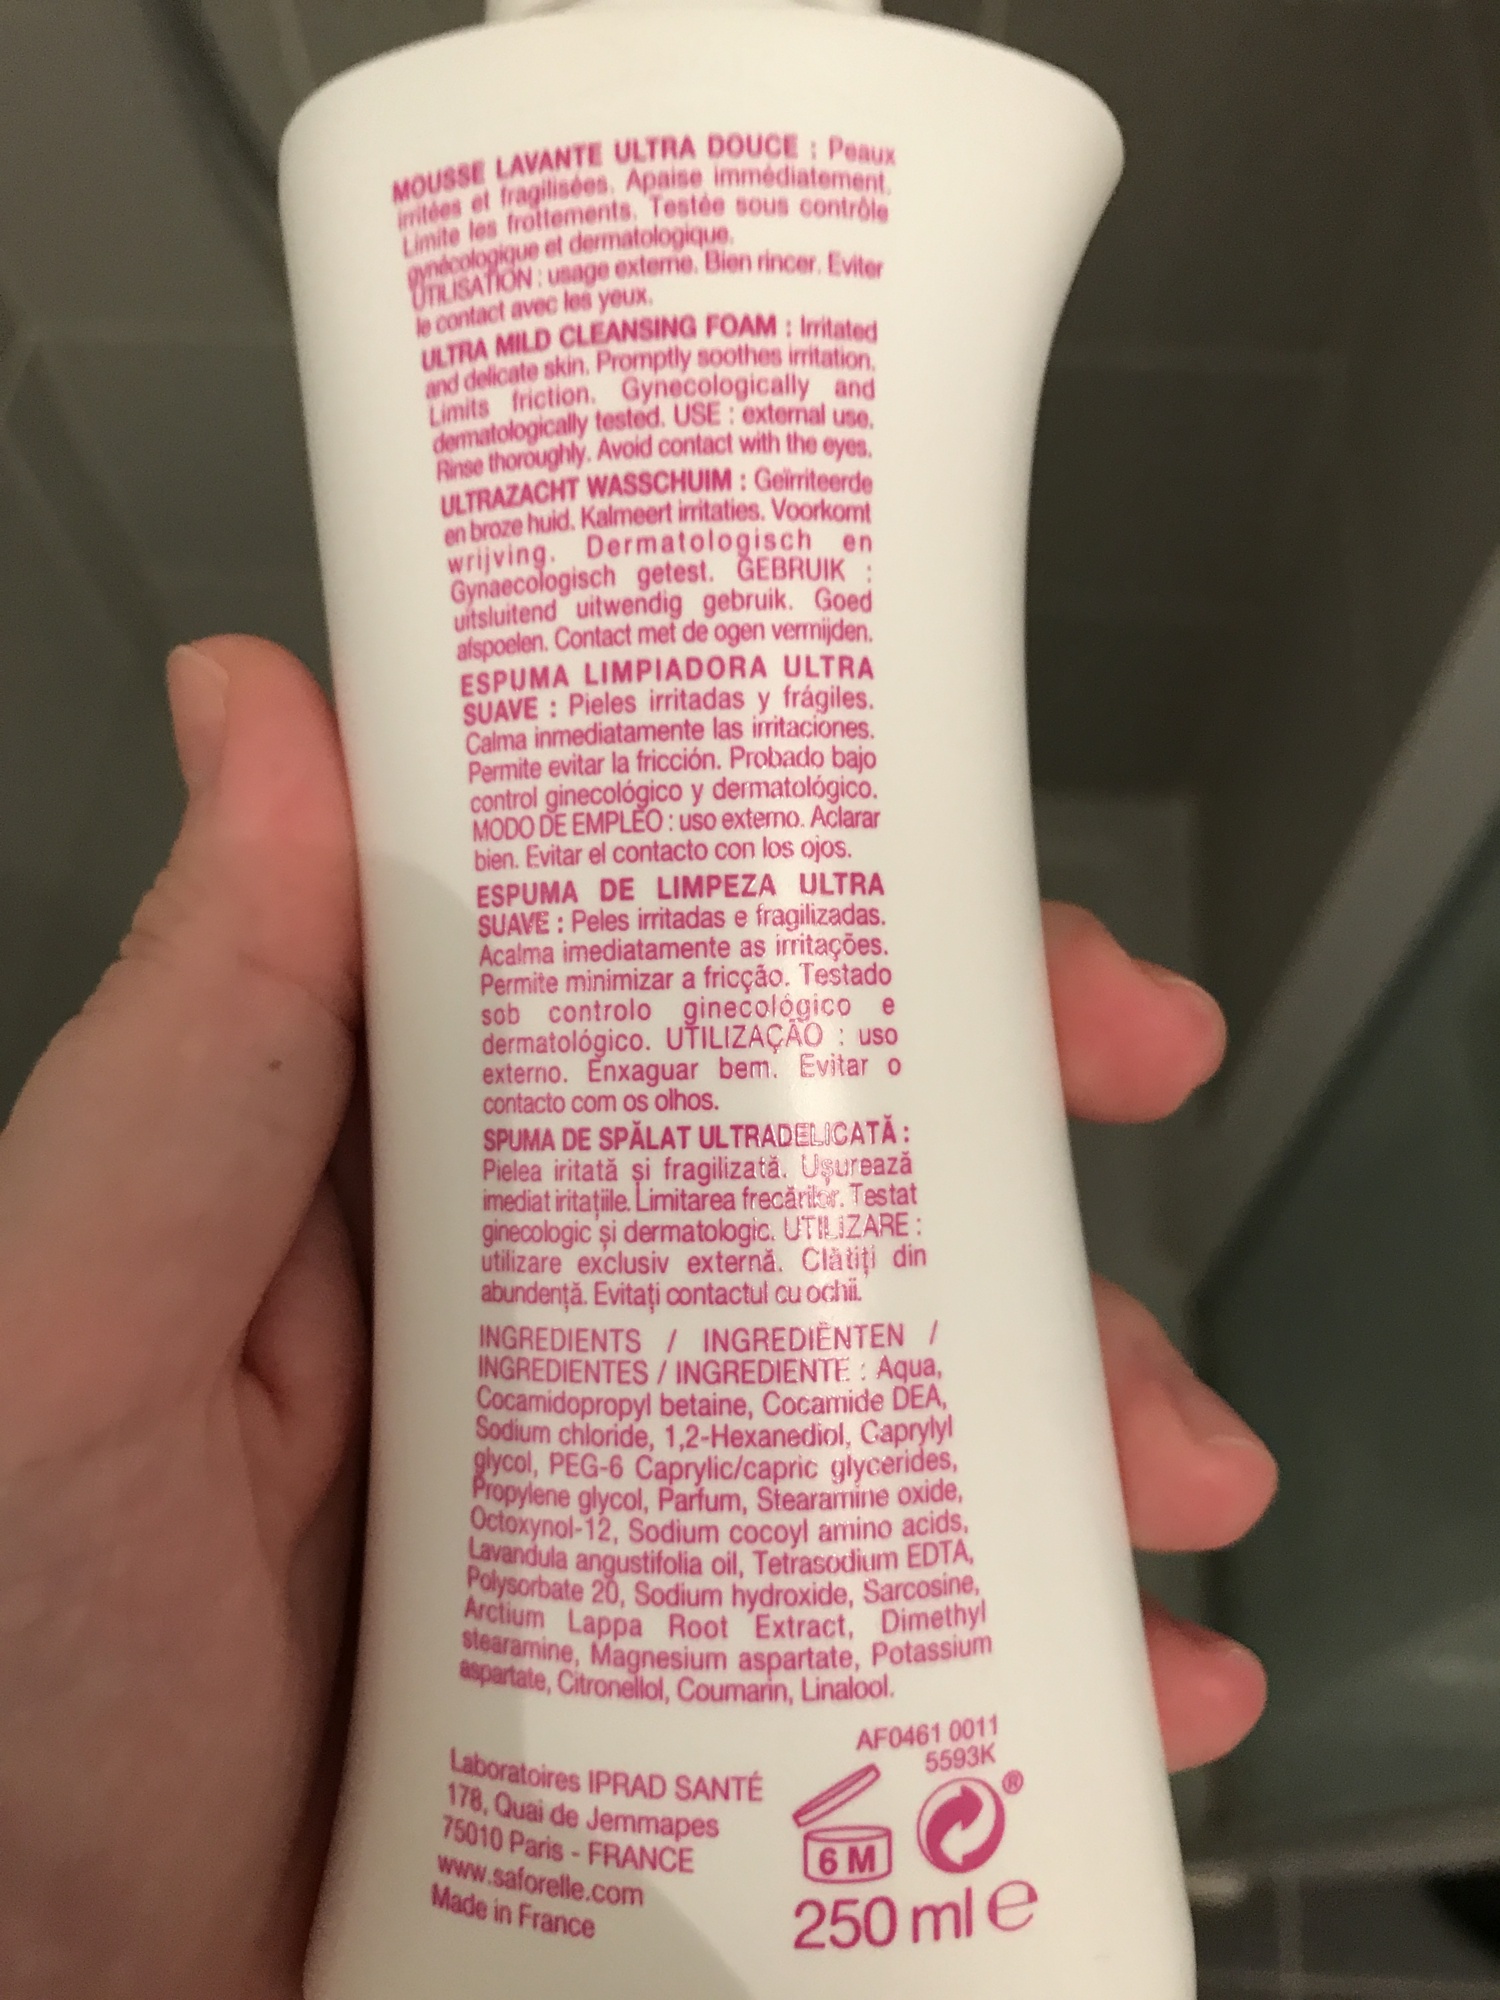 MOUSSE LAVANTE ULTRA DOUCE : Peaux
irritées et fragilisées. Apaise immédiatement.
Limite les frottements. Testée sous contrôle
gynécologique et dermatologique.
UTILISATION : usage externe. Bien rincer. Eviter
le contact avec les yeux.
ULTRA MILD CLEANSING FOAM : Irritated
and delicate skin. Promptly soothes irritation.
Limits friction. Gynecologically and
dermatologically tested. USE : external use.
Rinse thoroughly. Avoid contact with the eyes.
ULTRAZACHT WASSCHUIM : Geïrriteerde
en broze huid. Kalmeert irritaties. Voorkomt
wrijving. Dermatologisch en
Gynaecologisch getest. GEBRUIK :
uitsluitend uitwendig gebruik. Goed
afspoelen. Contact met de ogen vermijden.
ESPUMA LIMPIADORA ULTRA
SUAVE : Pieles irritadas y frágiles.
Calma inmediatamente las irritaciones.
Permite evitar la fricción. Probado bajo
control ginecológico y dermatológico.
MODO DE EMPLEO : uso externo. Aclarar
bien. Evitar el contacto con los ojos.
ESPUMA DE LIMPEZA ULTRA
SUAVE : Peles irritadas e fragilizadas.
Acalma imediatamente as irritações.
Permite minimizar a fricção. Testado
sob controlo ginecológico e
dermatológico. UTILIZAÇÃO : uso
externo. Enxaguar bem. Evitar o
contacto com os olhos.
SPUMA DE SPĂLAT ULTRADELICATĂ :
Pielea iritată și fragilizată. Ușurează
imediat iritațiile. Limitarea frecărilor. Testat
ginecologic și dermatologic. UTILIZARE :
utilizare exclusiv externă. Clătiți din
abundență. Evitați contactul cu ochii.
INGREDIENTS / INGREDIËNTEN /
INGREDIENTES / INGREDIENTE : Aqua,
Cocamidopropyl betaine, Cocamide DEA,
Sodium chloride, 1,2-Hexanediol, Caprylyl
glycol, PEG-6 Caprylic/capric glycerides,
Propylene glycol, Parfum, Stearamine oxide,
Octoxynol-12, Sodium cocoyl amino acids,
Lavandula angustifolia oil, Tetrasodium EDTA,
Polysorbate 20, Sodium hydroxide, Sarcosine,
Arctium Lappa Root Extract, Dimethyl
stearamine, Magnesium aspartate, Potassium
aspartate, Citronellol, Coumarin, Linalool.
AF0461 0011
5593K
Laboratoires IPRAD SANTÉ
178, Quai de Jemmapes
75010 Paris - FRANCE
www.saforelle.com
Made in France
®
6 M
250 ml e